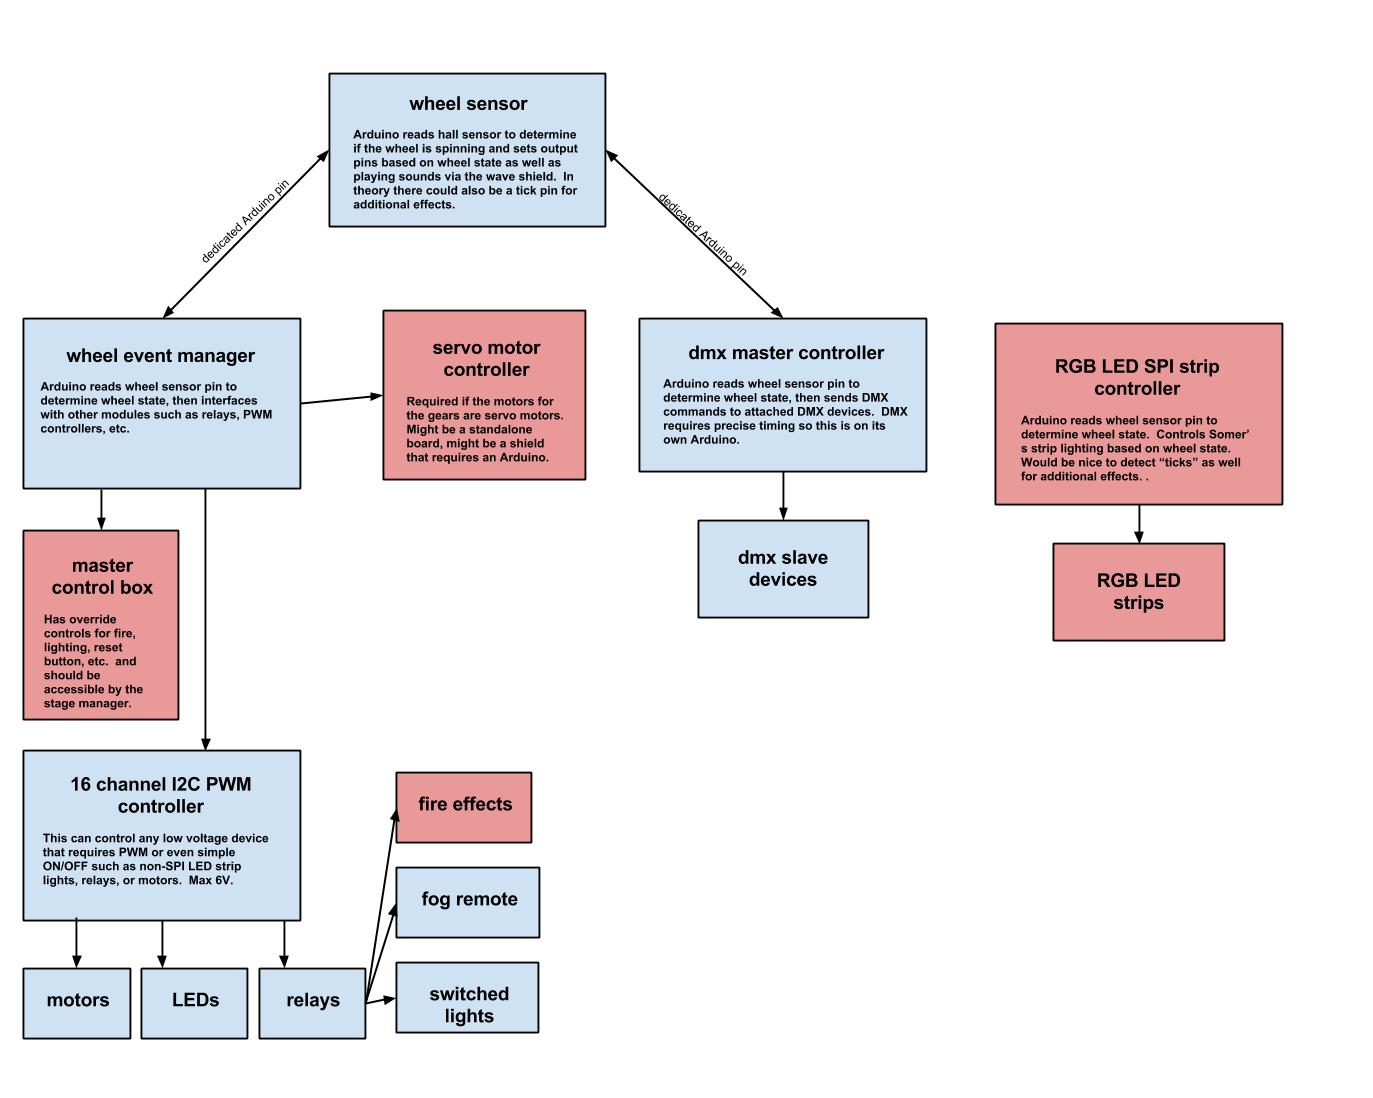 wheel sensor
Arduino reads hall sensor to determine
if the wheel is spinning and sets output
pins based on wheel state as well as
playing sounds via the wave shield.  In
theory there could also be a tick pin for
additional effects.
dedicated Arduino pin
dedicated Arduino pin
wheel event manager
Arduino reads wheel sensor pin to
determine wheel state, then interfaces
with other modules such as relays, PWM
controllers, etc.
servo motor
controller
Required if the motors for
the gears are servo motors.
Might be a standalone
board, might be a shield
that requires an Arduino.
dmx master controller
Arduino reads wheel sensor pin to
determine wheel state, then sends DMX
commands to attached DMX devices.  DMX
requires precise timing so this is on its
own Arduino.
RGB LED SPI strip
controller
Arduino reads wheel sensor pin to
determine wheel state.  Controls Somer’
s strip lighting based on wheel state.
Would be nice to detect “ticks” as well
for additional effects. .
master
control box
Has override
controls for fire,
lighting, reset
button, etc.  and
should be
accessible by the
stage manager.
dmx slave
devices
RGB LED
strips
16 channel I2C PWM
controller
This can control any low voltage device
that requires PWM or even simple
ON/OFF such as non-SPI LED strip
lights, relays, or motors.  Max 6V.
fire effects
fog remote
switched
lights
motors
LEDs
relays